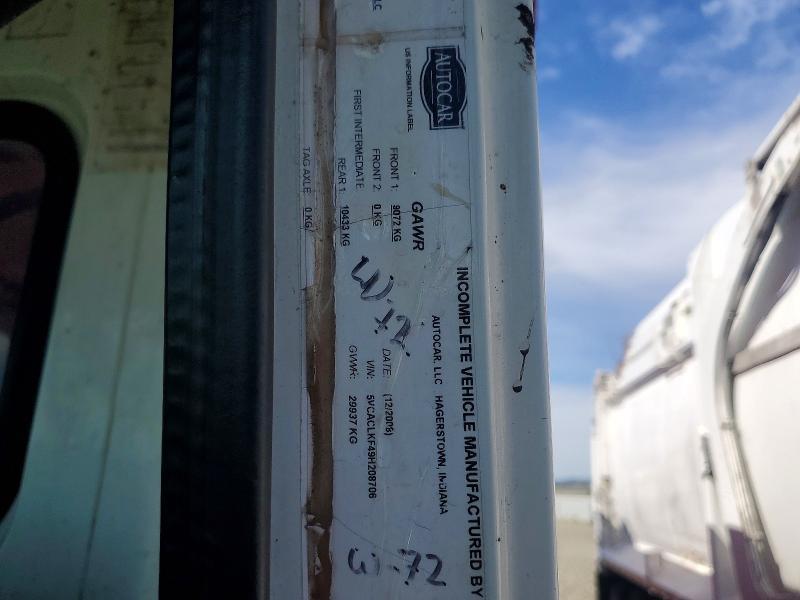 AUTOCAR
US INFORMATION LABEL
INCOMPLETE VEHICLE MANUFACTURED BY
AUTOCAR, LLC HAGERSTOWN, INDIANA
GAWR
FRONT 1: 9072 KG
FRONT 2: 0 KG
FIRST INTERMEDIATE
REAR 1: 10433 KG
TAG AXLE: 0 KG
DATE: (12/2008)
VIN: 5VCACLKF49H208706
GVWR: 29937 KG
W-72
W-72
LLC